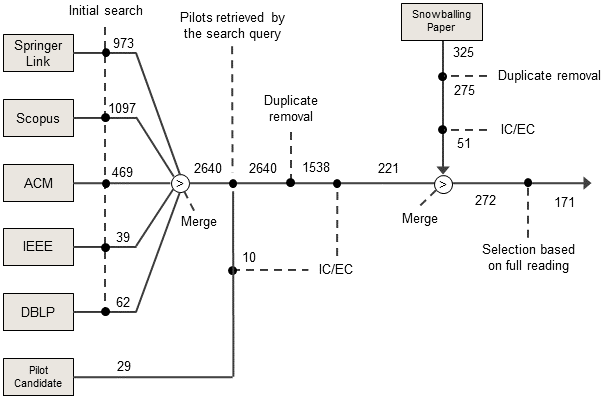 Initial search
Pilots retrieved by
the search query
Snowballing
Paper
Springer
Link
973
325
Duplicate removal
275
Duplicate
removal
Scopus
1097
IC/EC
51
ACM
469
2640
2640
1538
221
>
>
Merge
Merge
272
171
IEEE
39
Selection based
on full reading
10
IC/EC
DBLP
62
Pilot
Candidate
29